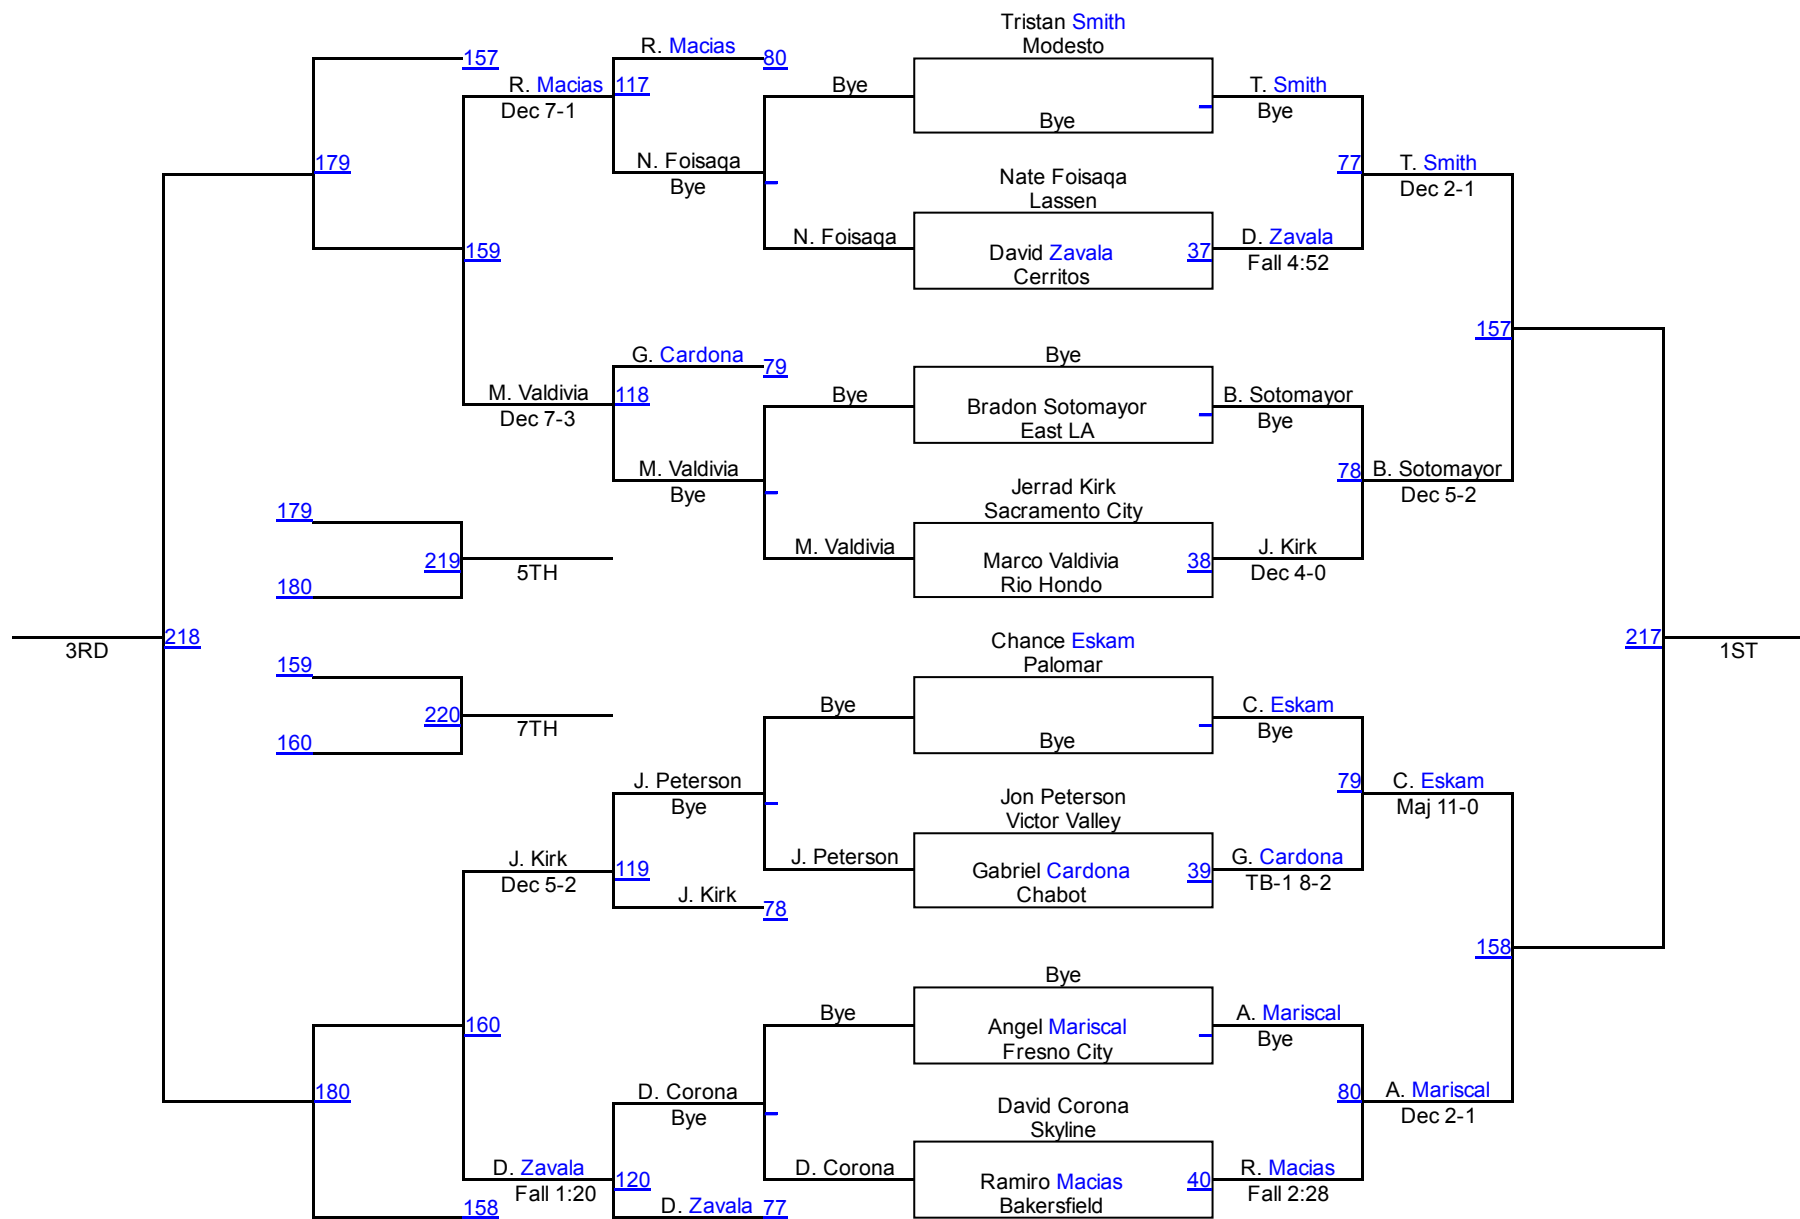 Tristan Smith
Modesto
R. Macias
80
157
R. Macias
117
Dec 7-1
Bye
T. Smith
Bye
Bye
N. Foisaqa
Bye
179
77
T. Smith
Dec 2-1
Nate Foisaqa
Lassen
N. Foisaqa
David Zavala
Cerritos
37
D. Zavala
Fall 4:52
159
157
G. Cardona
79
Bye
M. Valdivia
118
Dec 7-3
Bye
Bradon Sotomayor
East LA
B. Sotomayor
Bye
M. Valdivia
Bye
78
B. Sotomayor
Dec 5-2
Jerrad Kirk
Sacramento City
179
219
5TH
180
M. Valdivia
Marco Valdivia
Rio Hondo
38
J. Kirk
Dec 4-0
3RD
218
217
1ST
Chance Eskam
Palomar
159
220
7TH
160
Bye
Bye
C. Eskam
Bye
J. Peterson
Bye
79
C. Eskam
Maj 11-0
Jon Peterson
Victor Valley
J. Kirk
Dec 5-2
119
J. Peterson
Gabriel Cardona
Chabot
39
G. Cardona
TB-1 8-2
J. Kirk
78
158
Bye
160
Bye
Angel Mariscal
Fresno City
A. Mariscal
Bye
180
D. Corona
Bye
80
A. Mariscal
Dec 2-1
David Corona
Skyline
D. Zavala
Fall 1:20
120
D. Corona
Ramiro Macias
Bakersfield
40
R. Macias
Fall 2:28
158
D. Zavala
77